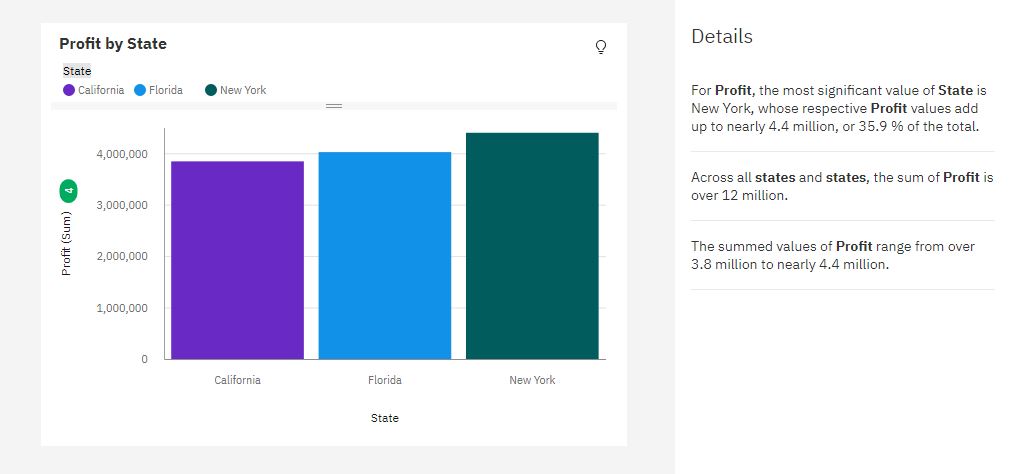 Profit by State
State
California Florida New York
4,000,000
3,000,000
2,000,000
1,000,000
0
Profit (Sum) 4
California Florida New York
State
Details
For Profit, the most significant value of State is
New York, whose respective Profit values add
up to nearly 4.4 million, or 35.9 % of the total.
Across all states and states, the sum of Profit is
over 12 million.
The summed values of Profit range from over
3.8 million to nearly 4.4 million.